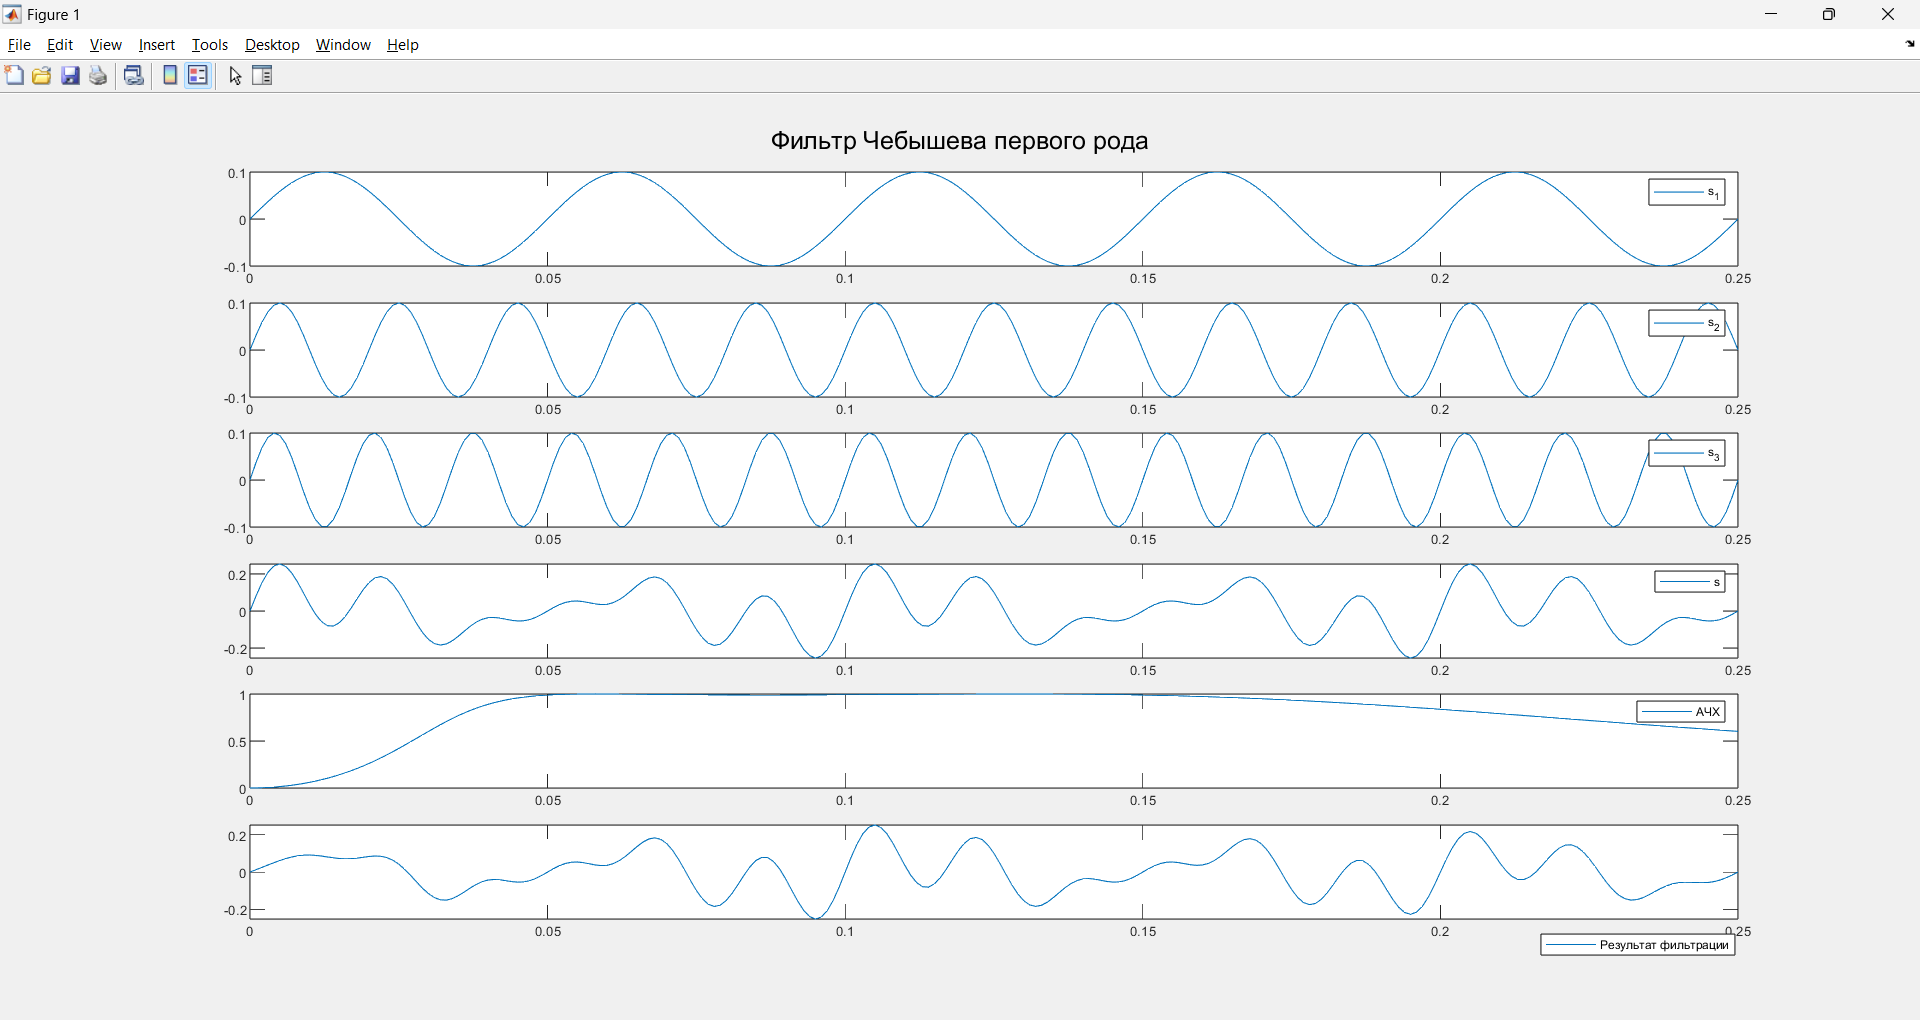 Figure 1
File Edit View Insert Tools Desktop Window Help
Фильтр Чебышева первого рода
0.1
s1
0
-0.1
0 0.05 0.1 0.15 0.2 0.25
0.1
s2
0
-0.1
0 0.05 0.1 0.15 0.2 0.25
0.1
s3
0
-0.1
0 0.05 0.1 0.15 0.2 0.25
0.2
s
0
-0.2
0 0.05 0.1 0.15 0.2 0.25
1
АЧХ
0.5
0
0 0.05 0.1 0.15 0.2 0.25
0.2
0
-0.2
0 0.05 0.1 0.15 0.2 0.25
Результат фильтрации